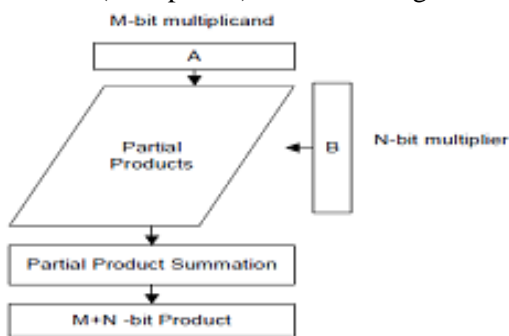 M-bit multiplicand
A
Partial
Products
B
N-bit multiplier
Partial Product Summation
M+N -bit Product